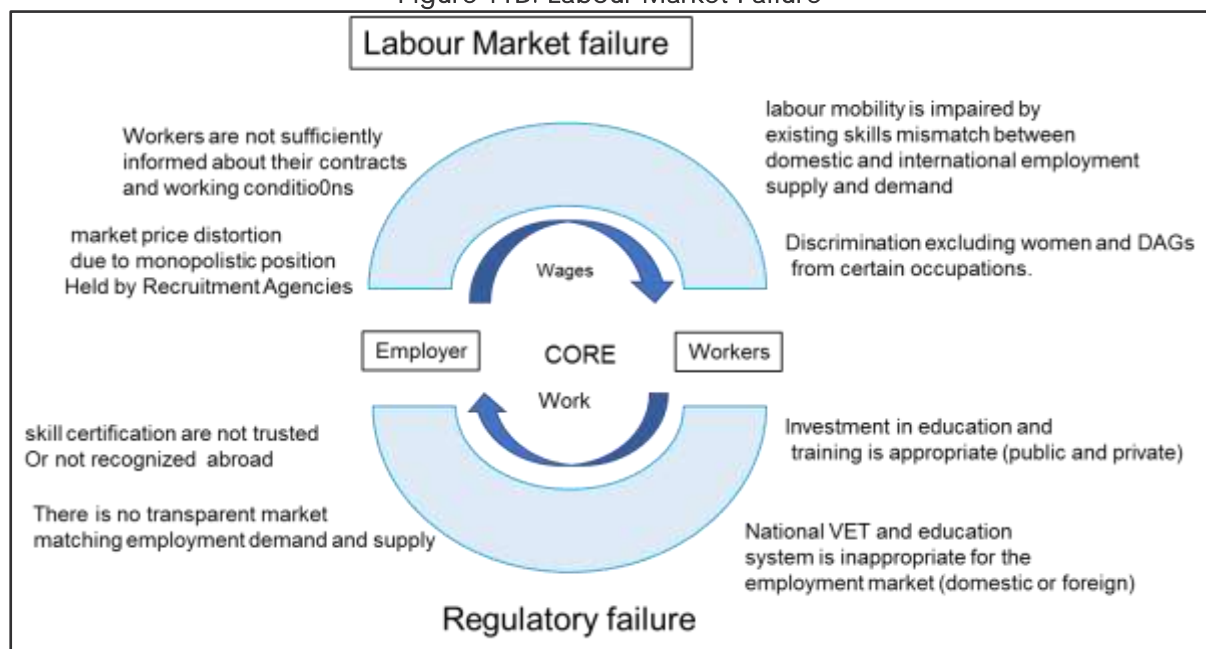 Labour Market failure
Workers are not sufficiently
informed about their contracts
and working conditio0ns
labour mobility is impaired by
existing skills mismatch between
domestic and international employment
supply and demand
market price distortion
due to monopolistic position
Held by Recruitment Agencies
Discrimination excluding women and DAGs
from certain occupations.
Wages
Employer
CORE
Workers
Work
skill certification are not trusted
Or not recognized abroad
Investment in education and
training is appropriate (public and private)
There is no transparent market
matching employment demand and supply
National VET and education
system is inappropriate for the
employment market (domestic or foreign)
Regulatory failure